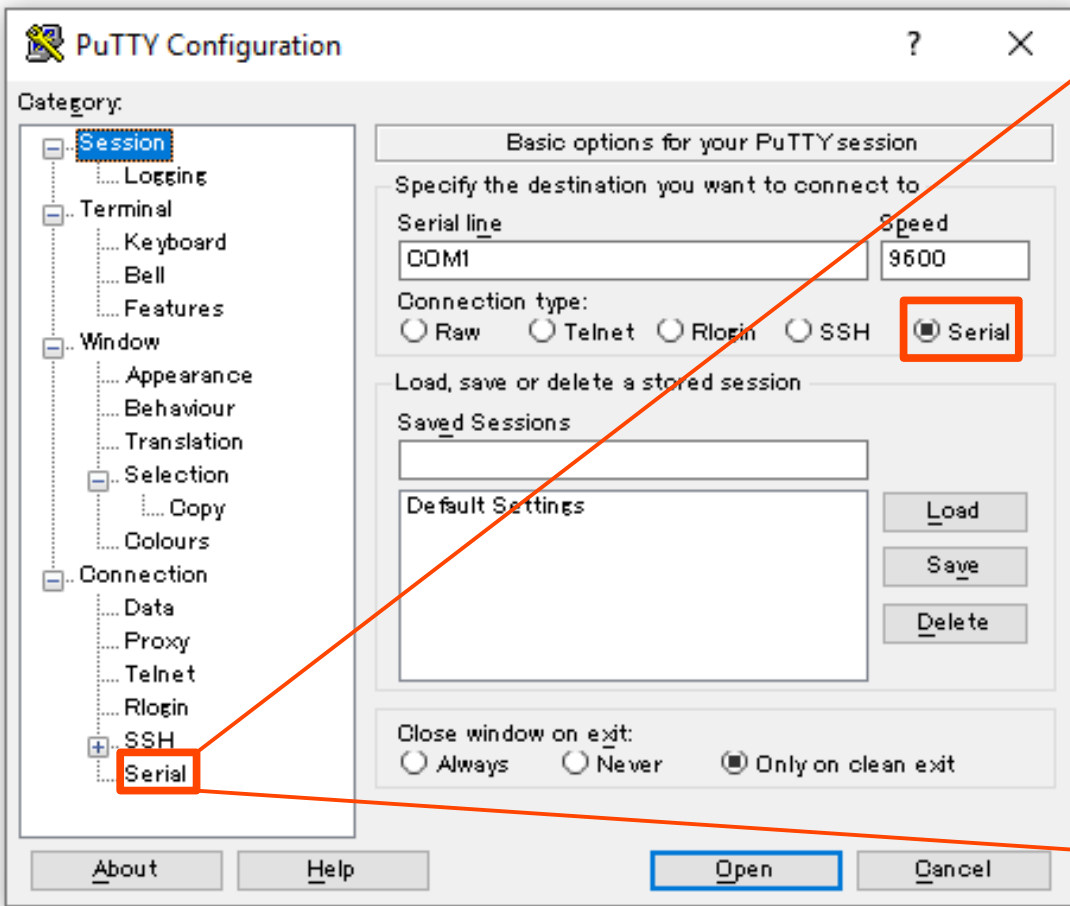 PuTTY Configuration
?
Category:
Session
Logging
Terminal
Keyboard
Bell
Features
Window
Appearance
Behaviour
Translation
Selection
Copy
Colours
Connection
Data
Proxy
Telnet
Rlogin
SSH
Serial
Basic options for your PuTTY session
Specify the destination you want to connect to
Serial line Speed
COM1 9600
Connection type:
Raw Telnet Rlogin SSH Serial
Load, save or delete a stored session
Saved Sessions
Default Settings
Load
Save
Delete
Close window on exit:
Always Never Only on clean exit
About Help Open Cancel